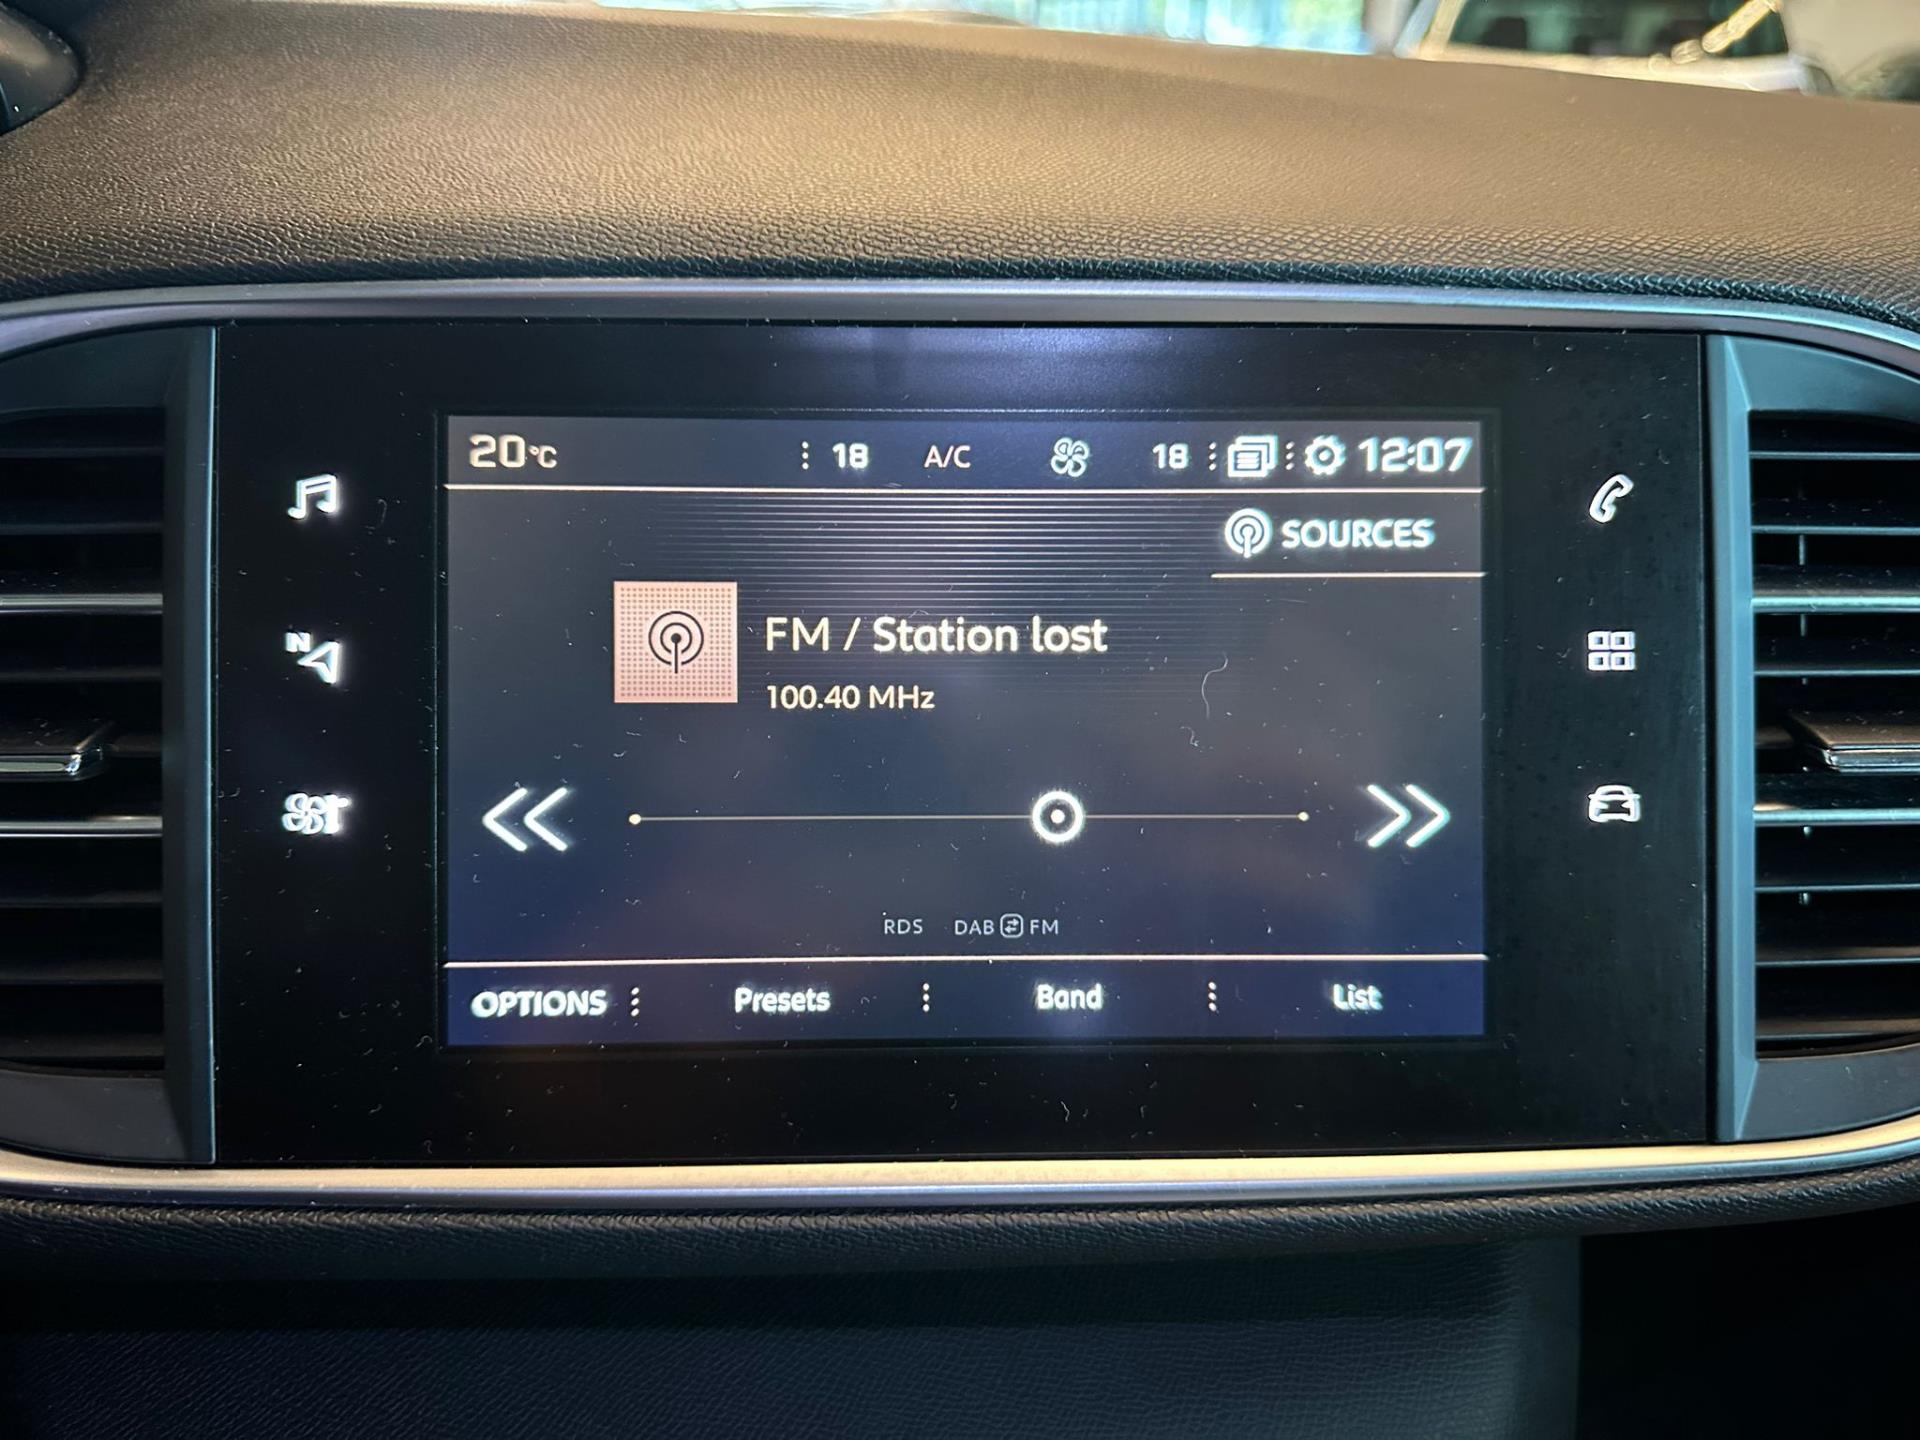 20°C 18 A/C 18 12:07
SOURCES
FM / Station lost
100.40 MHz
N
RDS DAB FM
OPTIONS Presets Band List